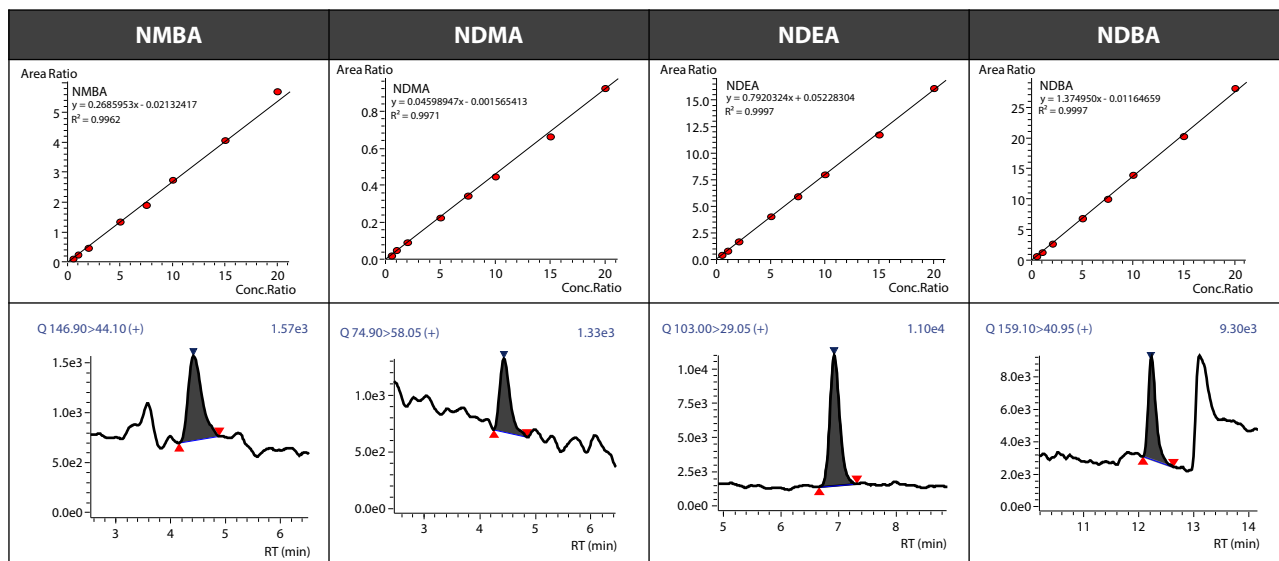 NMBA
NDMA
NDEA
NDBA
Area Ratio
NMBA
y = 0.2685953x - 0.02132417
R² = 0.9962
5
4
3
2
1
0
0 5 10 15 20
Conc.Ratio
Area Ratio
NDMA
y = 0.04598947x - 0.001565413
R² = 0.9971
0.8
0.6
0.4
0.2
0.0
0 5 10 15 20
Conc.Ratio
Area Ratio
NDEA
y = 0.7920324x + 0.05228304
R² = 0.9997
15.0
12.5
10.0
7.5
5.0
2.5
0.0
0 5 10 15 20
Conc.Ratio
Area Ratio
NDBA
y = 1.374950x - 0.01164659
R² = 0.9997
25
20
15
10
5
0
0 5 10 15 20
Conc.Ratio
Q 146.90>44.10 (+) 1.57e3
1.5e3
1.0e3
5.0e2
0.0e0
3 4 5 6
RT (min)
Q 74.90>58.05 (+) 1.33e3
1.0e3
5.0e2
0.0e0
3 4 5 6
RT (min)
Q 103.00>29.05 (+) 1.10e4
1.0e4
7.5e3
5.0e3
2.5e3
0.0e0
5 6 7 8
RT (min)
Q 159.10>40.95 (+) 9.30e3
8.0e3
6.0e3
4.0e3
2.0e3
0.0e0
11 12 13 14
RT (min)